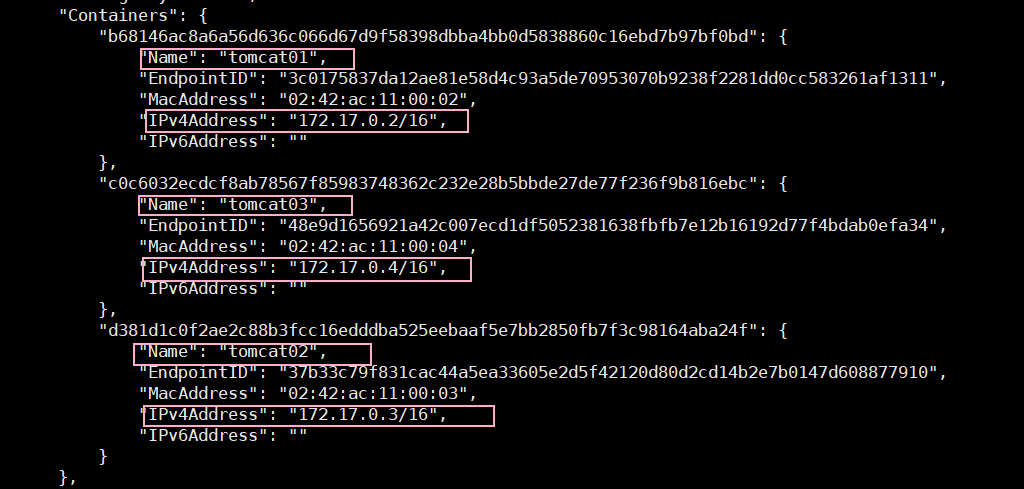 "Containers": {
"b68146ac8a6a56d636c066d67d9f58398dbba4bb0d5838860c16ebd7b97bf0bd": {
"Name": "tomcat01",
"EndpointID": "3c0175837da12ae81e58d4c93a5de70953070b9238f2281dd0cc583261af1311",
"MacAddress": "02:42:ac:11:00:02",
"IPv4Address": "172.17.0.2/16",
"IPv6Address": ""
},
"c0c6032ecdcf8ab78567f85983748362c232e28b5bbde27de77f236f9b816ebc": {
"Name": "tomcat03",
"EndpointID": "48e9d1656921a42c007ecd1df5052381638fbfb7e12b16192d77f4bdab0efa34",
"MacAddress": "02:42:ac:11:00:04",
"IPv4Address": "172.17.0.4/16",
"IPv6Address": ""
},
"d381d1c0f2ae2c88b3fcc16edddba525eebaaf5e7bb2850fb7f3c98164aba24f": {
"Name": "tomcat02",
"EndpointID": "37b33c79f831cac44a5ea33605e2d5f42120d80d2cd14b2e7b0147d608877910",
"MacAddress": "02:42:ac:11:00:03",
"IPv4Address": "172.17.0.3/16",
"IPv6Address": ""
}
},